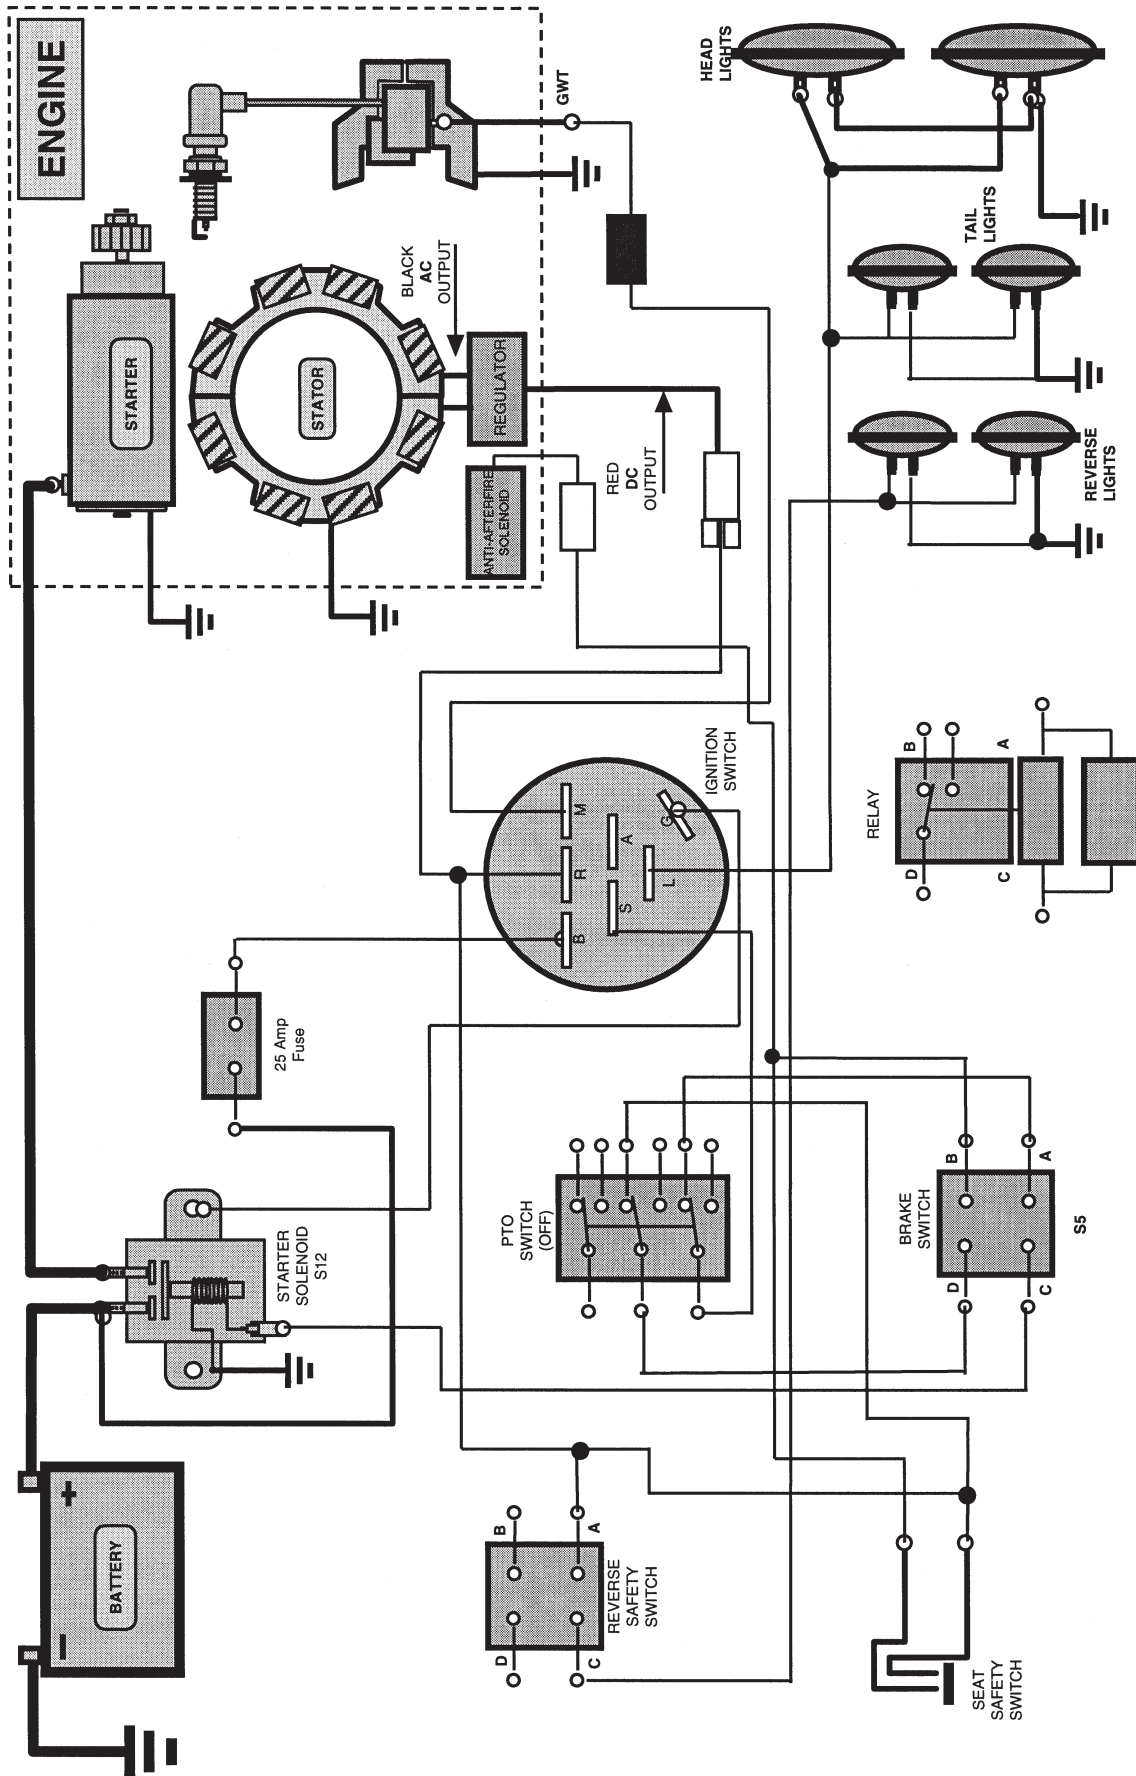 ENGINE
STARTER
STATOR
BLACK
AC
OUTPUT
REGULATOR
ANTI-AFTERFIRE
SOLENOID
RED
DC
OUTPUT
GWT
HEAD
LIGHTS
TAIL
LIGHTS
REVERSE
LIGHTS
IGNITION
SWITCH
M
R
B
A
S
G
L
RELAY
B
A
D
C
25 Amp
Fuse
STARTER
SOLENOID
S12
BATTERY
+
–
PTO
SWITCH
(OFF)
BRAKE
SWITCH
B
A
D
C
S5
REVERSE
SAFETY
SWITCH
B
A
D
C
SEAT
SAFETY
SWITCH